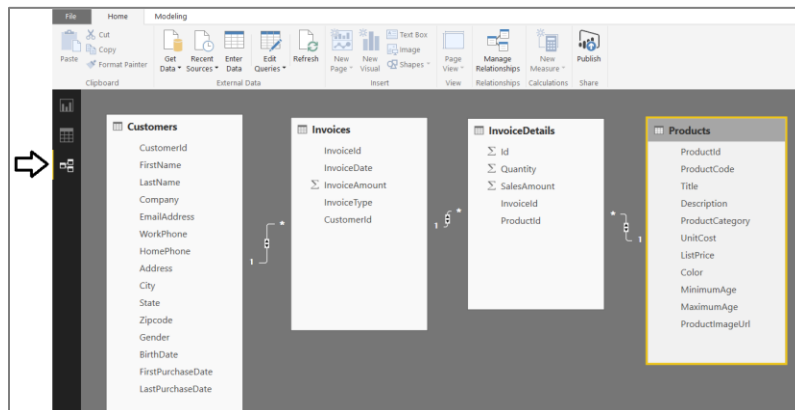 File Home Modeling
Paste
Cut
Copy
Format Painter
Clipboard
Get Data
Recent Sources
Enter Data
Edit Queries
Refresh
External Data
New Page
New Visual
Text Box
Image
Shapes
Insert
Page View
View
Manage Relationships
Relationships
New Measure
Calculations
Publish
Share
Customers
CustomerId
FirstName
LastName
Company
EmailAddress
WorkPhone
HomePhone
Address
City
State
Zipcode
Gender
BirthDate
FirstPurchaseDate
LastPurchaseDate
1
*
Invoices
InvoiceId
InvoiceDate
Σ InvoiceAmount
InvoiceType
CustomerId
1
*
InvoiceDetails
Σ Id
Σ Quantity
Σ SalesAmount
InvoiceId
ProductId
*
1
Products
ProductId
ProductCode
Title
Description
ProductCategory
UnitCost
ListPrice
Color
MinimumAge
MaximumAge
ProductImageUrl